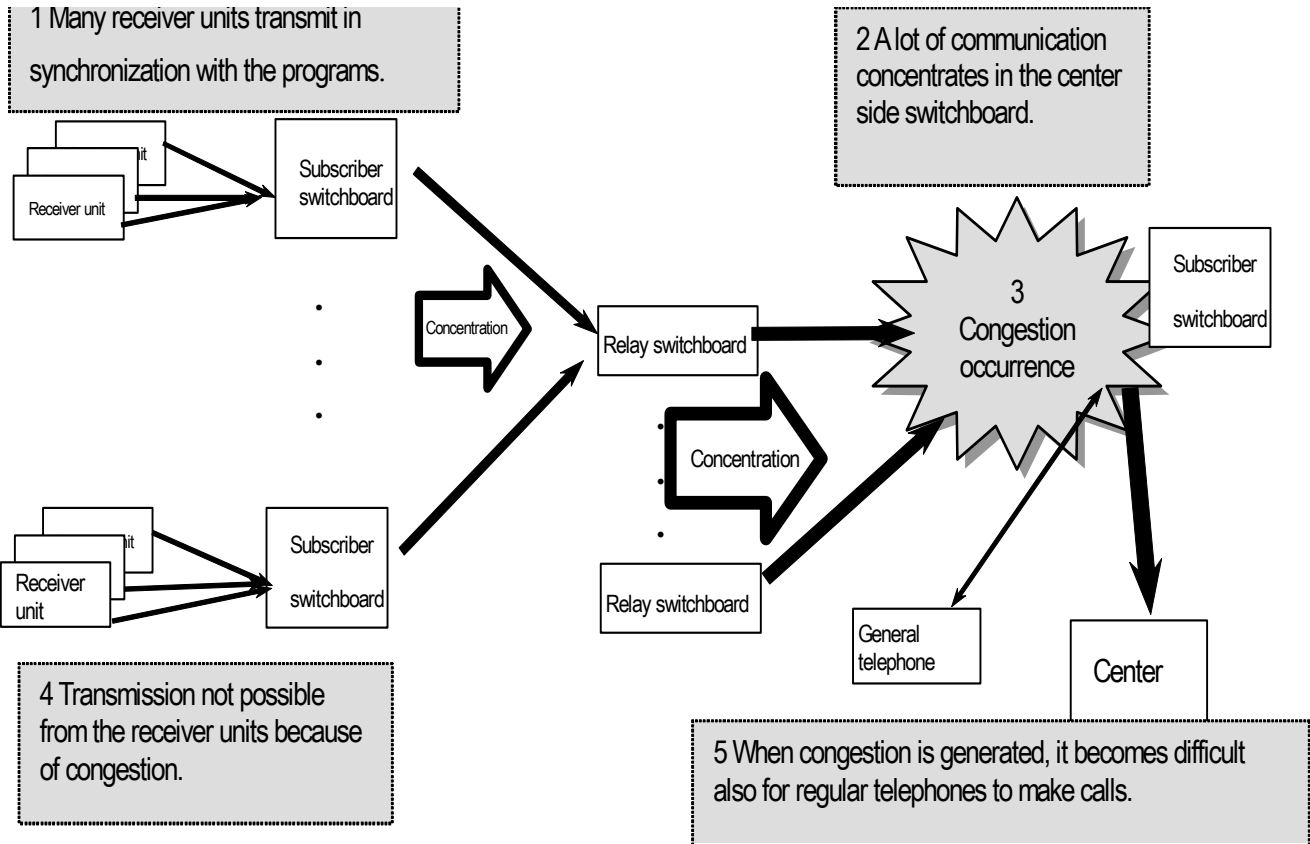 1 Many receiver units transmit in
synchronization with the programs.
2 A lot of communication
concentrates in the center
side switchboard.
Receiver unit
Subscriber
switchboard
Concentration
Relay switchboard
3
Congestion
occurrence
Subscriber
switchboard
Concentration
Receiver
unit
Subscriber
switchboard
Relay switchboard
General
telephone
Center
4 Transmission not possible
from the receiver units because
of congestion.
5 When congestion is generated, it becomes difficult
also for regular telephones to make calls.